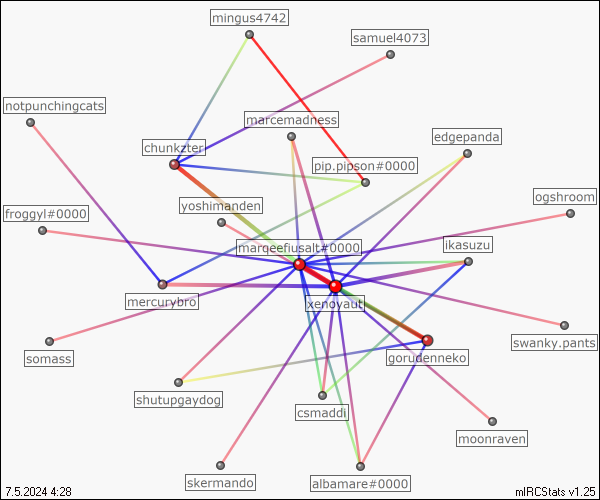 mingus4742
samuel4073
notpunchingcats
marcemadness
edgepanda
chunkzter
pip.pipson#0000
yoshimanden
ogshroom
froggyl#0000
manqefiusalt#0000
ikasuzu
mercurybro
xenoyaut
swanky.pants
somass
gorudenneko
shutupgaydog
csmaddi
moonraven
skermando
albamare#0000
7.5.2024 4:28
mIRCStats v1.25